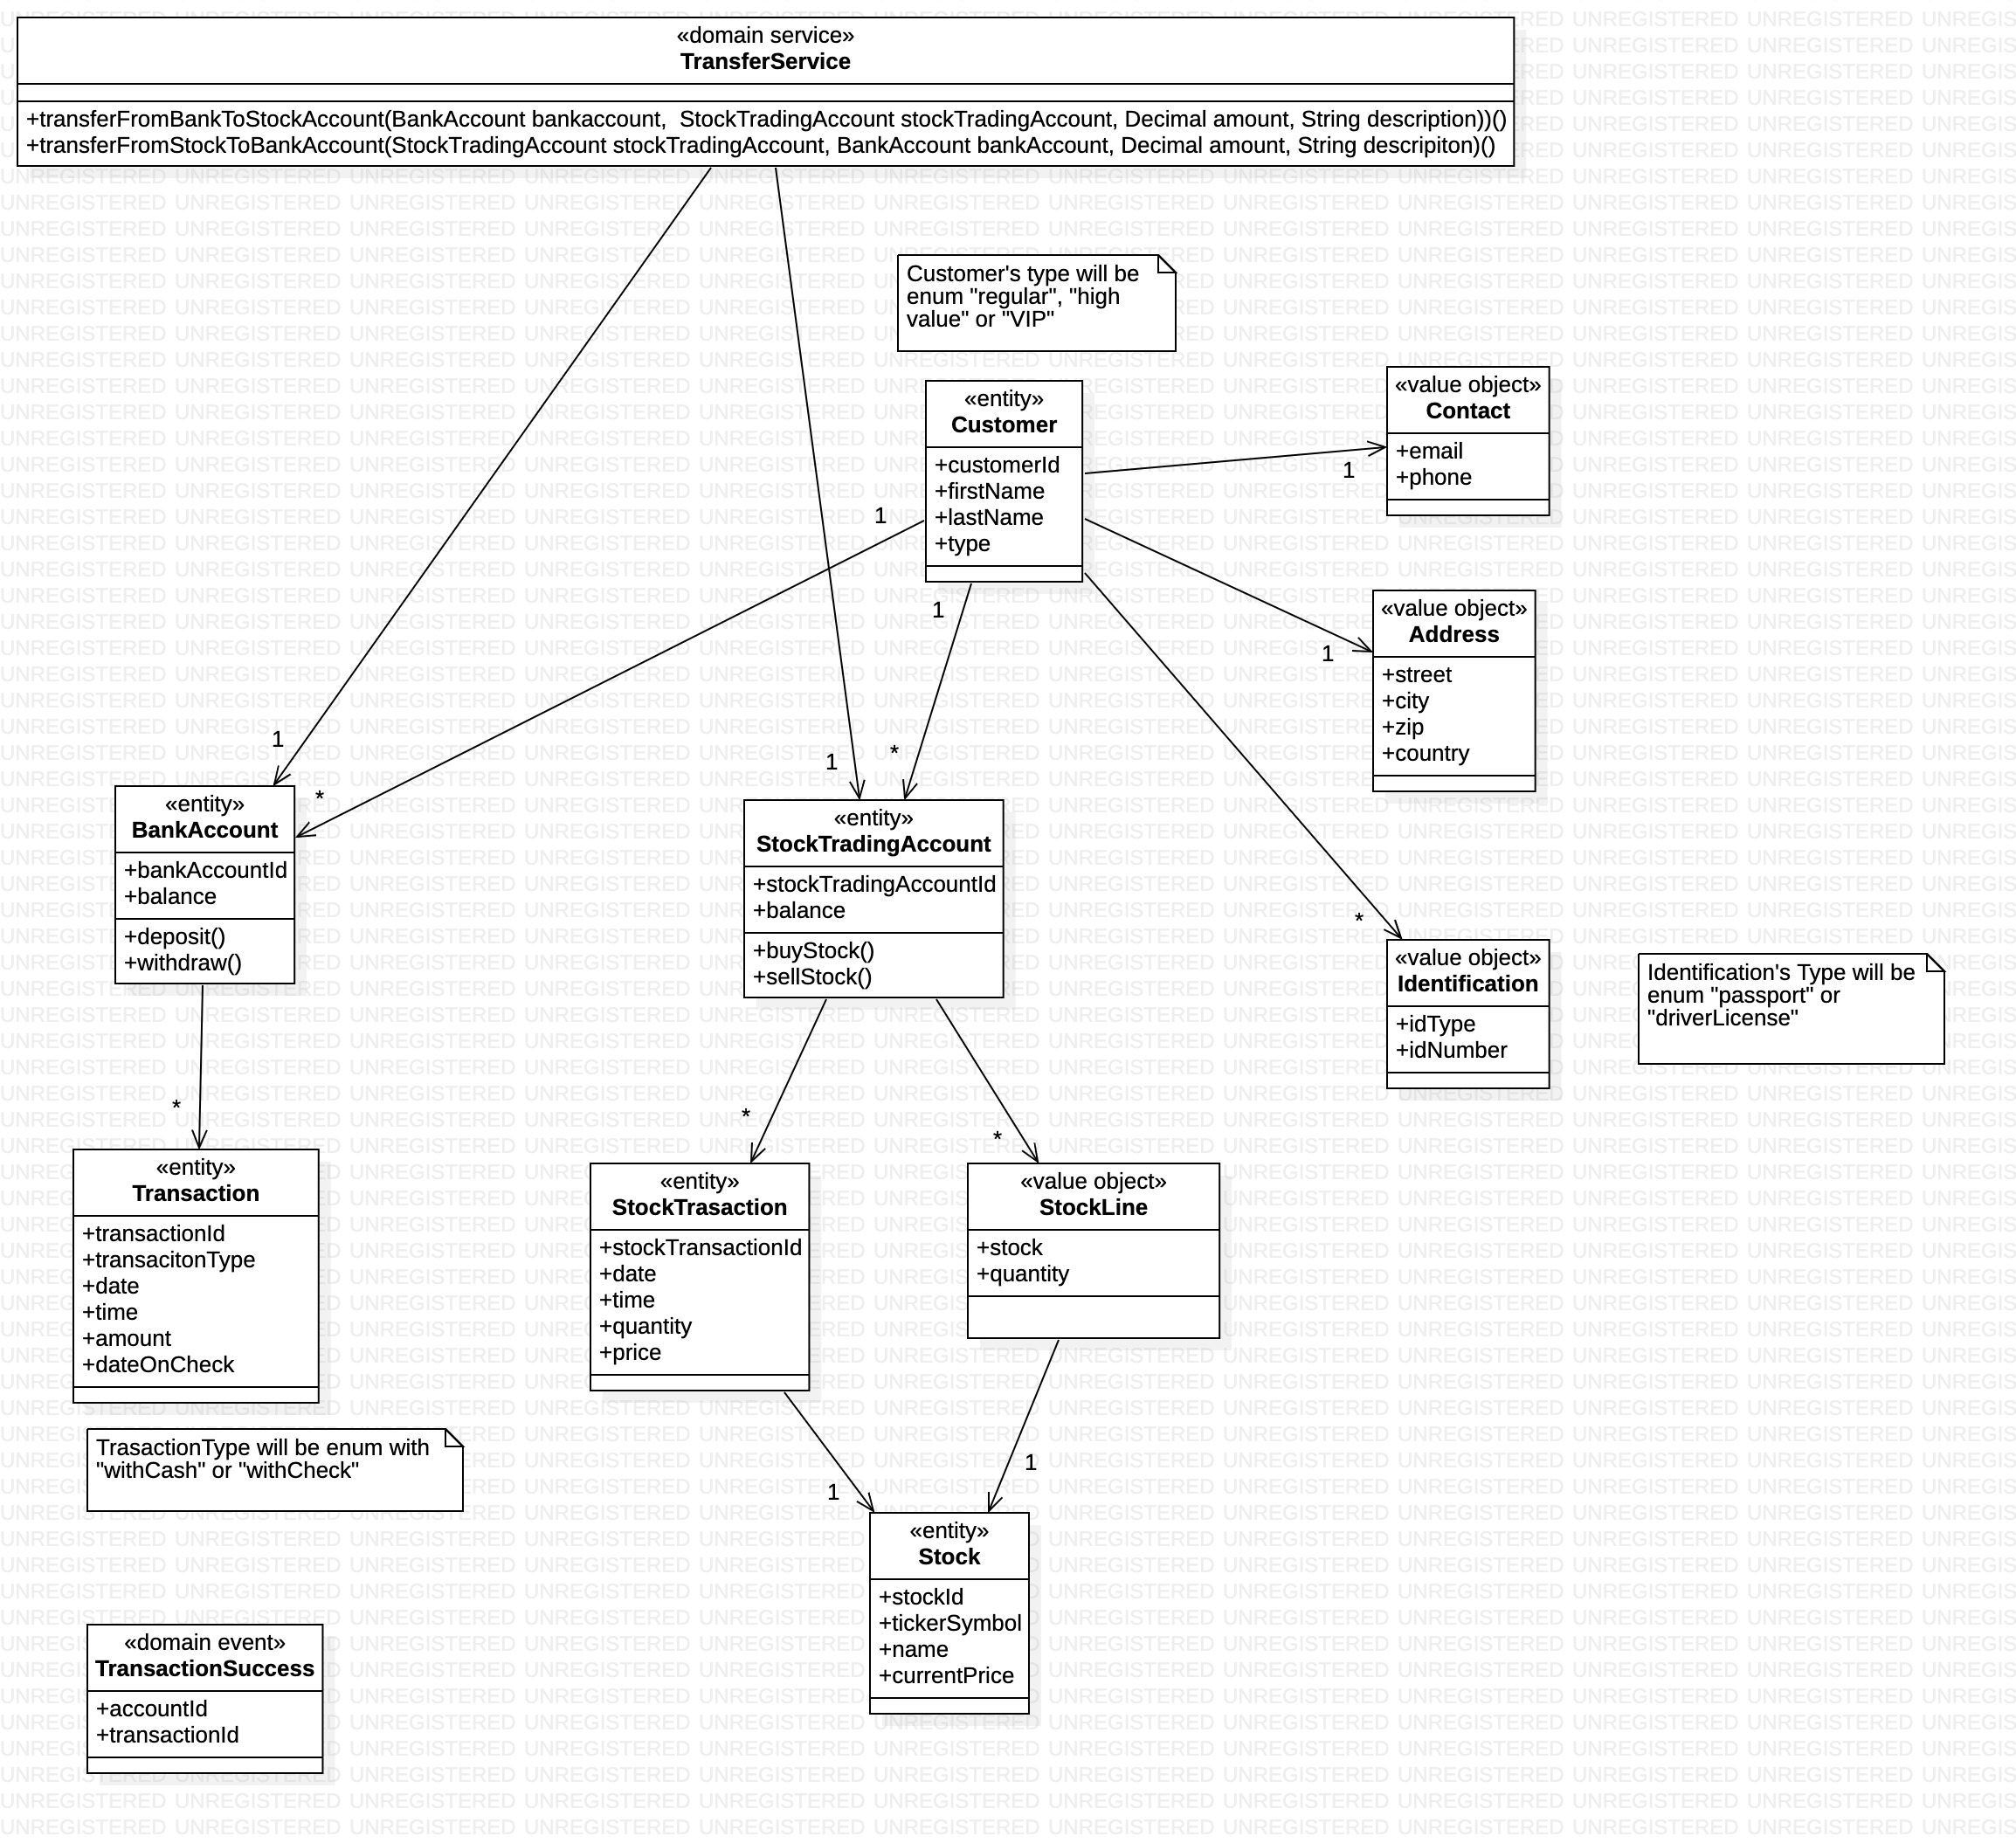 «domain service»
TransferService
+transferFromBankToStockAccount(BankAccount bankaccount,  StockTradingAccount stockTradingAccount, Decimal amount, String description))()
+transferFromStockToBankAccount(StockTradingAccount stockTradingAccount, BankAccount bankAccount, Decimal amount, String descripiton)()
Customer's type will be
enum "regular", "high
value" or "VIP"
«entity»
Customer
+customerId
+firstName
+lastName
+type
«value object»
Contact
+email
+phone
1
1
1
«value object»
Address
+street
+city
+zip
+country
1
1
*
1
*
«entity»
BankAccount
+bankAccountId
+balance
+deposit()
+withdraw()
«entity»
StockTradingAccount
+stockTradingAccountId
+balance
+buyStock()
+sellStock()
*
«value object»
Identification
+idType
+idNumber
Identification's Type will be
enum "passport" or
"driverLicense"
*
*
*
«entity»
Transaction
+transactionId
+transacitonType
+date
+time
+amount
+dateOnCheck
«entity»
StockTrasaction
+stockTransactionId
+date
+time
+quantity
+price
«value object»
StockLine
+stock
+quantity
TrasactionType will be enum with
"withCash" or "withCheck"
1
1
«entity»
Stock
+stockId
+tickerSymbol
+name
+currentPrice
«domain event»
TransactionSuccess
+accountId
+transactionId
UNREGISTERED